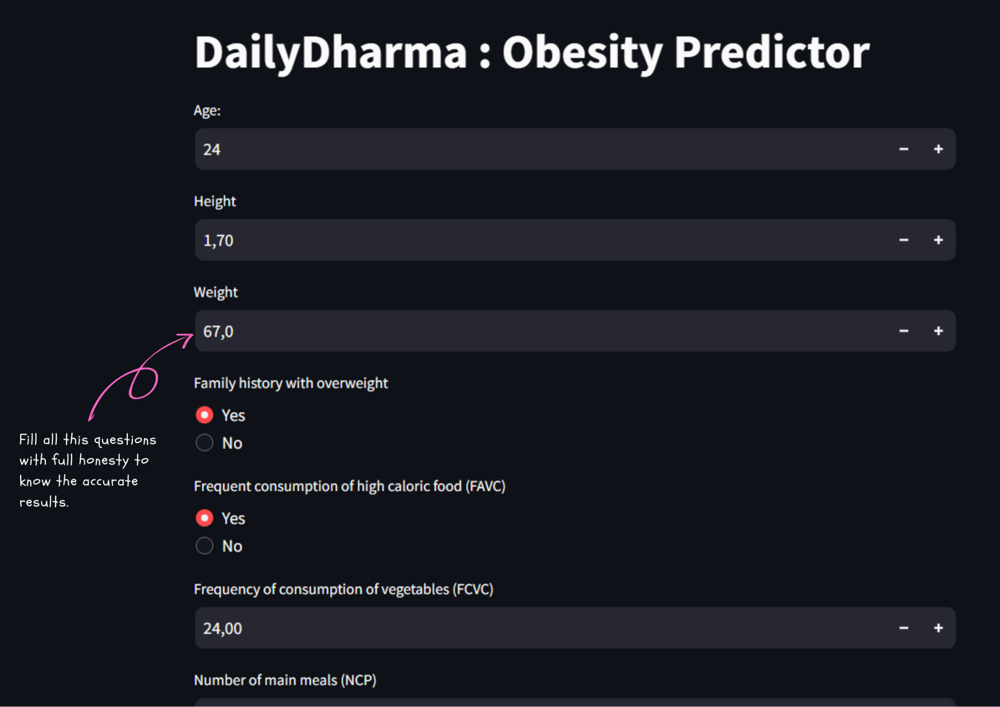 DailyDharma : Obesity Predictor
Age:
24
Height
1,70
Weight
67,0
Family history with overweight
Yes
No
Fill all this questions
with full honesty to
know the accurate
results.
Frequent consumption of high caloric food (FAVC)
Yes
No
Frequency of consumption of vegetables (FCVC)
24,00
Number of main meals (NCP)